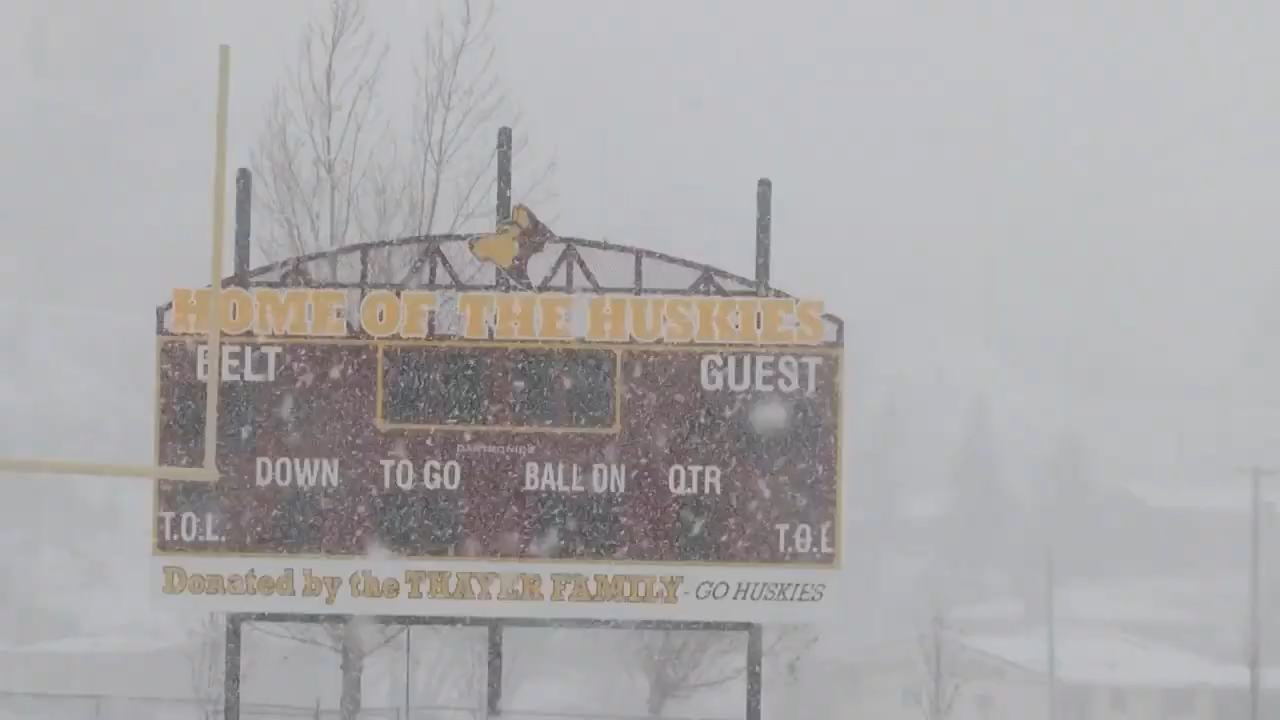 HOME OF THE HUSKIES
BELT GUEST
DAKTRONICS
DOWN TO GO BALL ON QTR
T.O.L. T.O.L
Donated by the THAYER FAMILY - GO HUSKIES